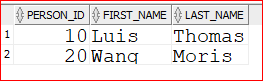 PERSON_ID FIRST_NAME LAST_NAME
1 10 Luis Thomas
2 20 Wang Moris